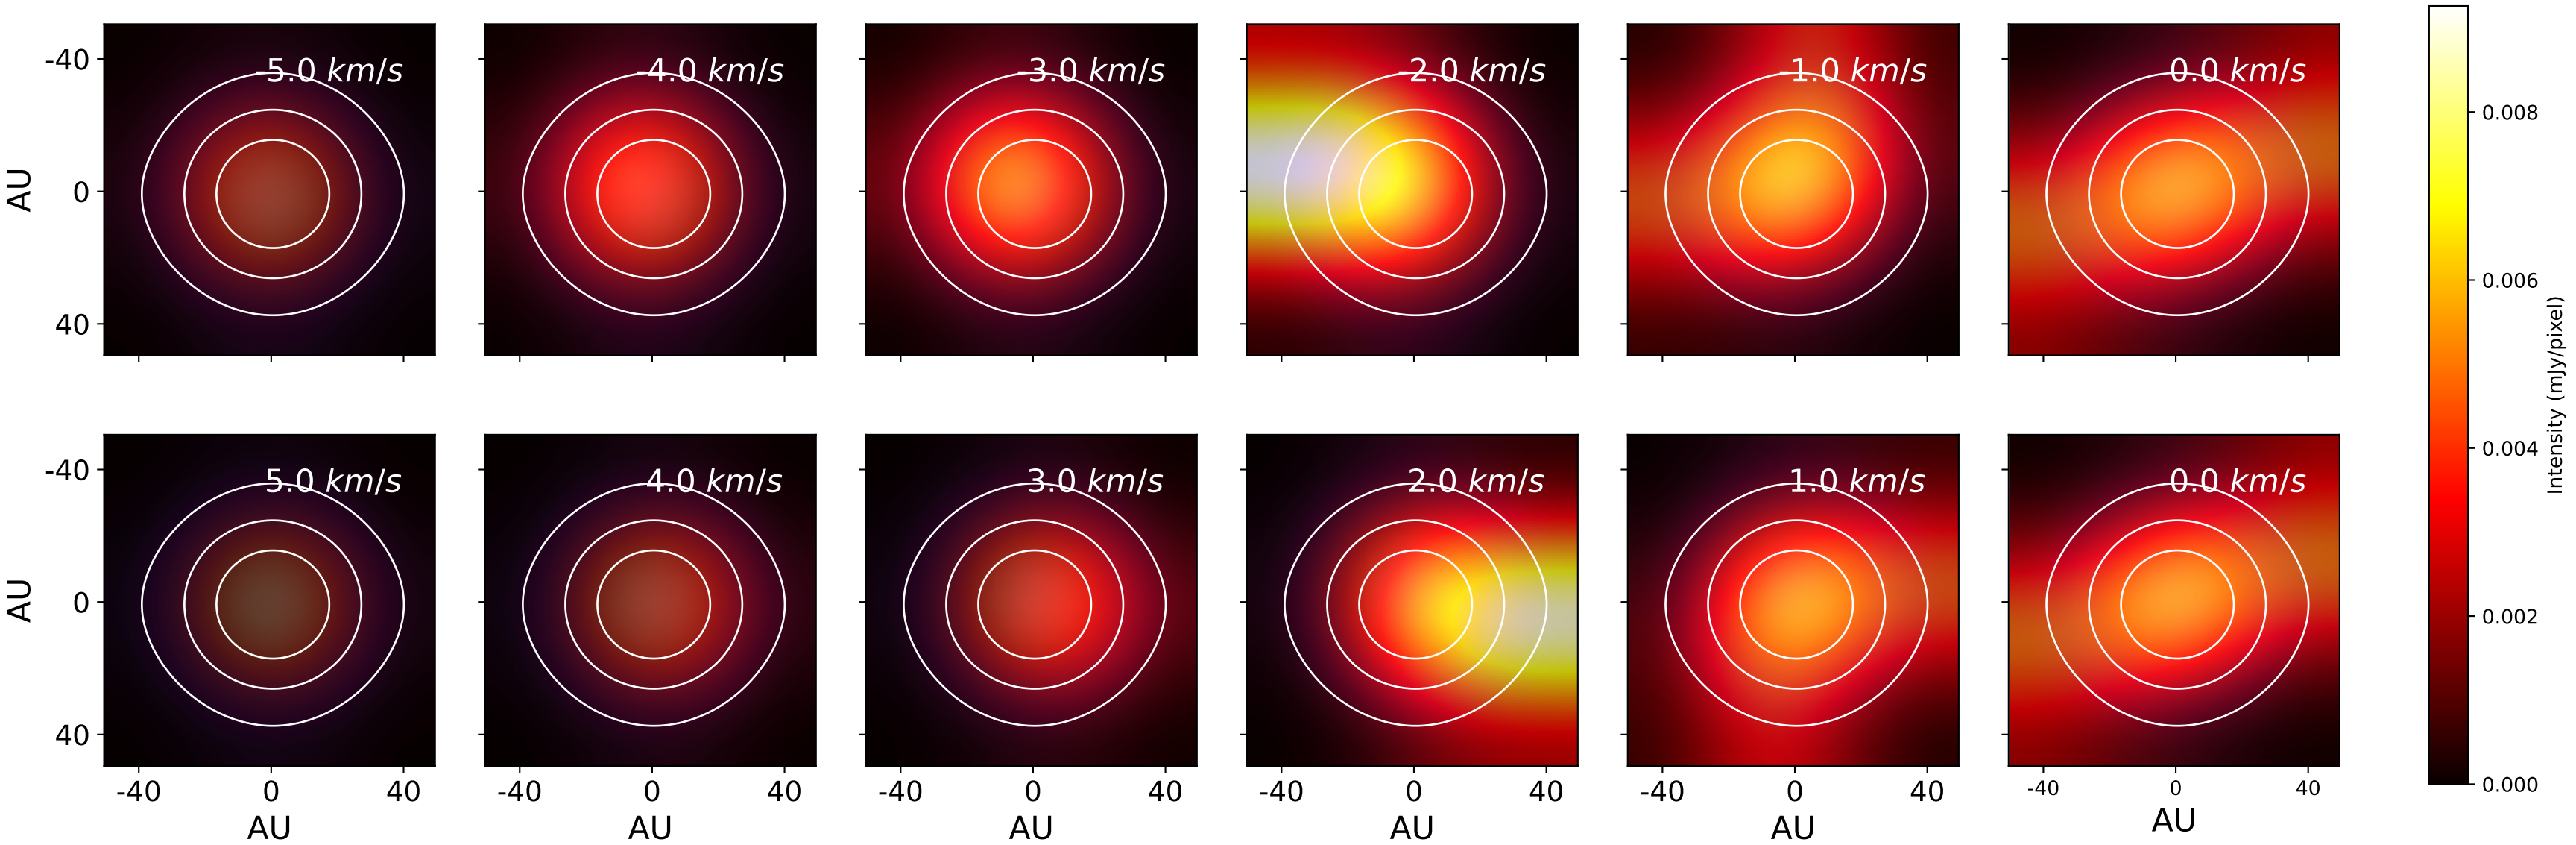 -5.0 km/s
-4.0 km/s
-3.0 km/s
-2.0 km/s
-1.0 km/s
0.0 km/s
-40
0
40
AU
5.0 km/s
4.0 km/s
3.0 km/s
2.0 km/s
1.0 km/s
0.0 km/s
-40
0
40
AU
-40 0 40
-40 0 40
-40 0 40
-40 0 40
-40 0 40
-40 0 40
AU
AU
AU
AU
AU
AU
0.008
0.006
0.004
0.002
0.000
Intensity (mJy/pixel)